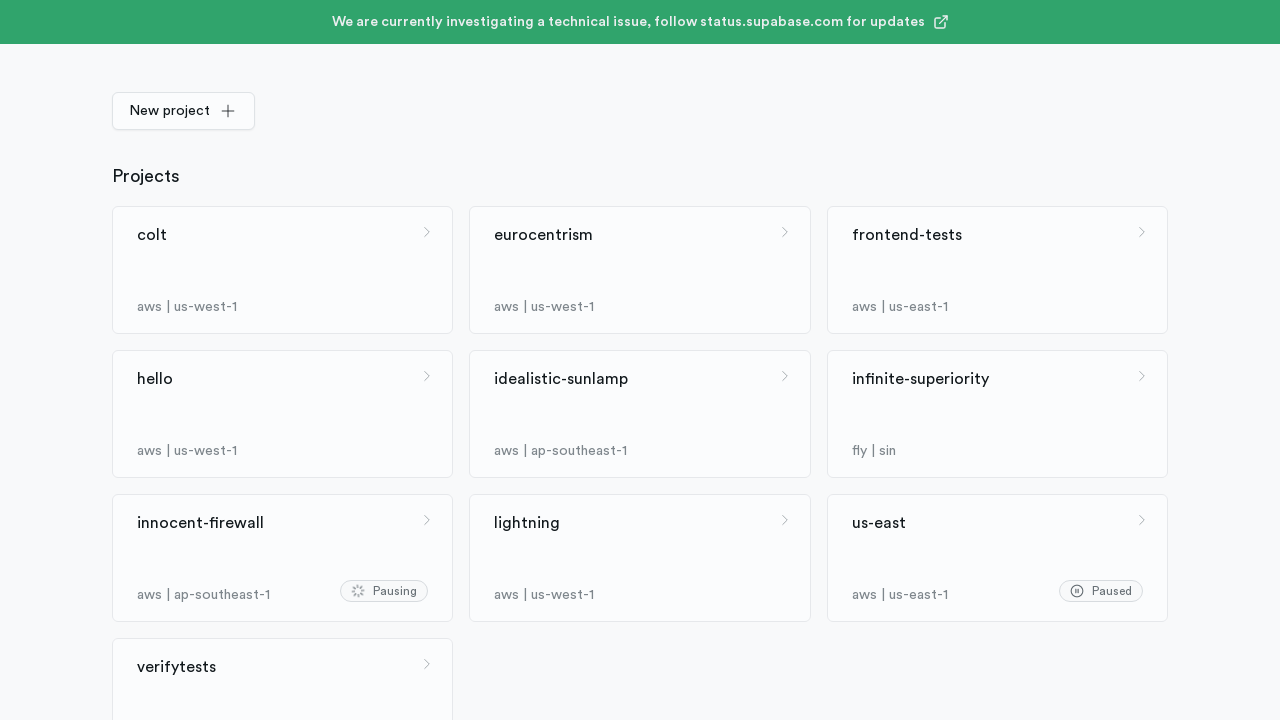 We are currently investigating a technical issue, follow status.supabase.com for updates
New project
Projects
colt
aws | us-west-1
eurocentrism
aws | us-west-1
frontend-tests
aws | us-east-1
hello
aws | us-west-1
idealistic-sunlamp
aws | ap-southeast-1
infinite-superiority
fly | sin
innocent-firewall
aws | ap-southeast-1
Pausing
lightning
aws | us-west-1
us-east
aws | us-east-1
Paused
verifytests